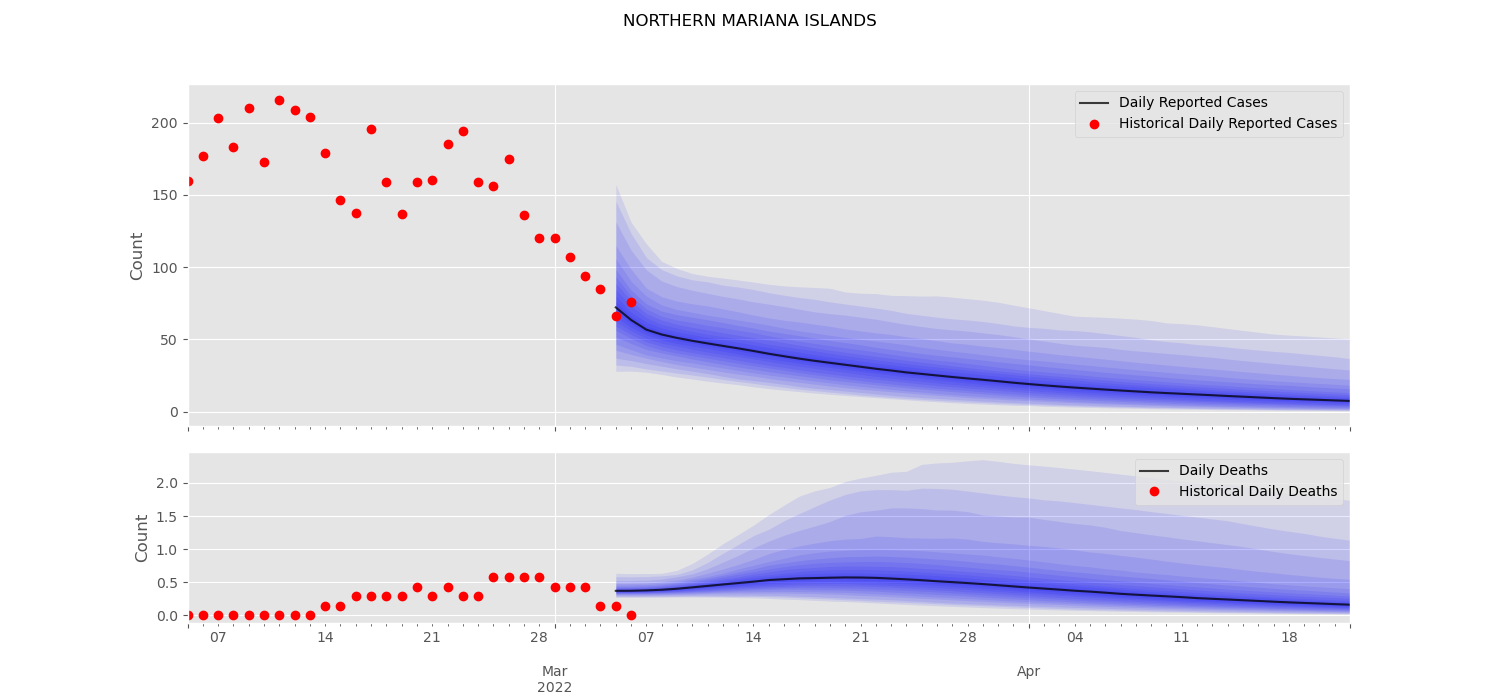 NORTHERN MARIANA ISLANDS
Daily Reported Cases
Historical Daily Reported Cases
Count
200
150
100
50
0
Daily Deaths
Historical Daily Deaths
Count
2.0
1.5
1.0
0.5
0.0
07 14 21 28 07 14 21 28 04 11 18
Mar Apr
2022